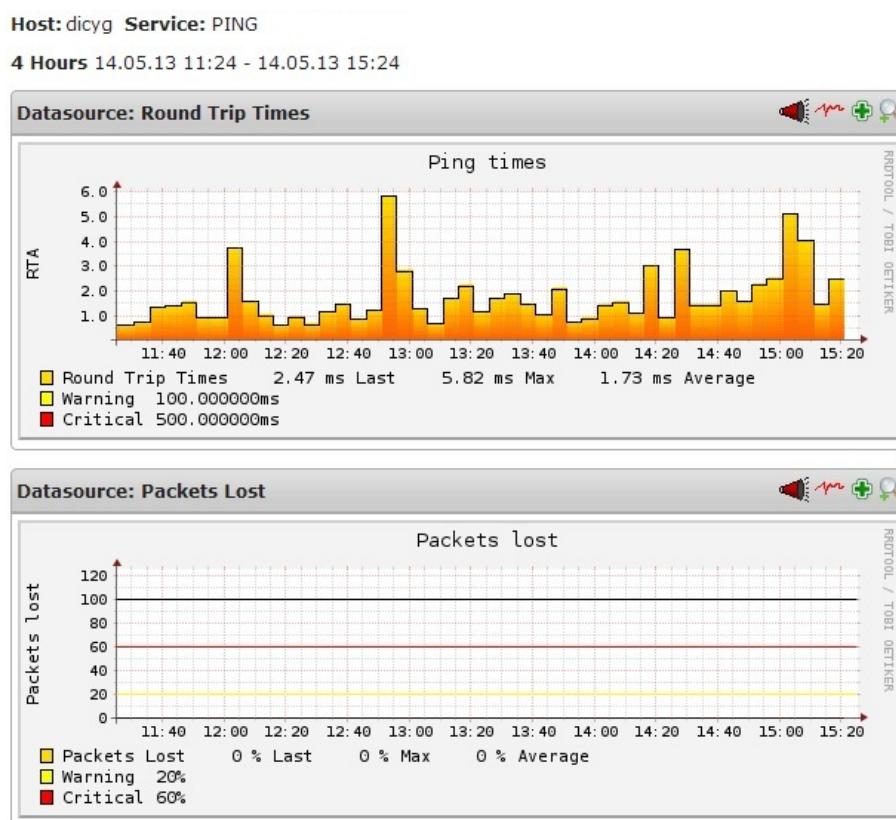 Host: dicyg Service: PING
4 Hours 14.05.13 11:24 - 14.05.13 15:24
Datasource: Round Trip Times
Ping times
RRDTOOL / TOBI OETIKER
RTA
6.0
5.0
4.0
3.0
2.0
1.0
11:40 12:00 12:20 12:40 13:00 13:20 13:40 14:00 14:20 14:40 15:00 15:20
Round Trip Times 2.47 ms Last 5.82 ms Max 1.73 ms Average
Warning 100.000000ms
Critical 500.000000ms
Datasource: Packets Lost
Packets lost
RRDTOOL / TOBI OETIKER
Packets lost
120
100
80
60
40
20
0
11:40 12:00 12:20 12:40 13:00 13:20 13:40 14:00 14:20 14:40 15:00 15:20
Packets Lost 0 % Last 0 % Max 0 % Average
Warning 20%
Critical 60%